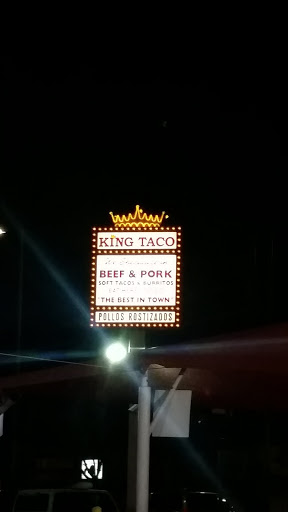 KING TACO
BEEF & PORK
SOFT TACOS & BURRITOS
"THE BEST IN TOWN"
POLLOS ROSTIZADOS